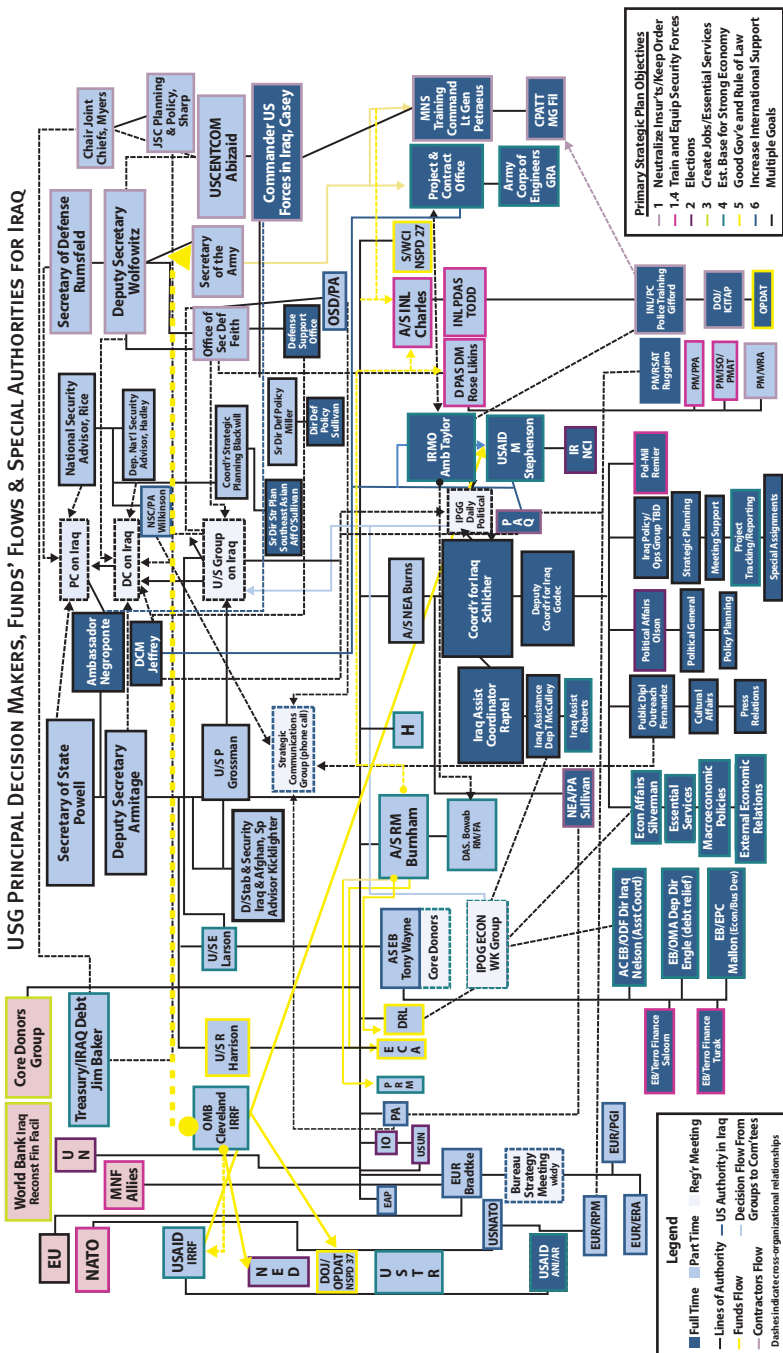 USG PRINCIPAL DECISION MAKERS, FUNDS' FLOWS & SPECIAL AUTHORITIES FOR IRAQ
World Bank Iraq
Reconst Fin Facil
Core Donors
Group
EU
UN
NATO
MNF
Allies
Treasury/IRAQ Debt
Jim Baker
Secretary of State
Powell
Deputy Secretary
Armitage
Ambassador
Negroponte
DCM
Jeffrey
PC on Iraq
DC on Iraq
U/S Group
on Iraq
National Security
Advisor, Rice
Dep. Nat'l Security
Advisor, Hadley
NSC/PA
Wilkinson
Coord'r Strategic
Planning Blackwill
Sr Dir Str Plan
Southeast Asian
Aff O'Sullivan
Sr Dir Def Policy
Miller
Dir Def
Policy
Sullivan
Secretary of Defense
Rumsfeld
Deputy Secretary
Wolfowitz
Secretary
of the
Army
Office of
Sec Def
Feith
Defense
Support
Office
OSD/PA
Chair Joint
Chiefs, Myers
JSC Planning
& Policy,
Sharp
USCENTCOM
Abizaid
Commander US
Forces in Iraq, Casey
USAID
IRRF
OMB
Cleveland
IRRF
U/S R
Harrison
U/S E
Larson
D/Stab & Security
Iraq & Afghan, Sp
Advisor Kicklighter
U/S P
Grossman
Strategic
Communications
Group (phone call)
NED
DOJ/
OPDAT
NSPD 37
USTR
EAP
IO
PA
US UN
PRM
ECA
DRL
AS EB
Tony Wayne
Core Donors
A/S RM
Burnham
H
A/S NEA Burns
IPOG ECON
WK Group
DAS. Bowab
RM/FA
Iraq Assist
Coordinator
Raptel
Iraq Assistance
Dep T McCulley
Iraq Assist
Roberts
Coord'r for Iraq
Schlicher
Deputy
Coord'r for Iraq
Godec
IPGG
Daily
Political
PAQ
IRMO
Amb Taylor
USAID
M
Stephenson
IR
NCI
D PAS DM
Rose Likins
A/S INL
Charles
INL PDAS
TODD
S/WCI
NSPD 27
Project &
Contract
Office
Army
Corps of
Engineers
GRA
MNS
Training
Command
Lt Gen
Petraeus
CPATT
MG Fil
USNATO
EUR
Bradtke
Bureau
Strategy
Meeting
wkdy
USAID
ANI/AR
EUR/RPM
EUR/ERA
EUR/PGI
NEA/PA
Sullivan
AC EB/ODF Dir Iraq
Nelson (Asst Coord)
EB/OMA Dep Dir
Engle (debt relief)
EB/EPC
Mallon (Econ/Bus Dev)
EB/Terro Finance
Saloom
EB/Terro Finance
Turak
Econ Affairs
Silverman
Essential
Services
Macroeconomic
Policies
External Economic
Relations
Public Dipl
Outreach
Fernandez
Cultural
Affairs
Press
Relations
Political Affairs
Olson
Political General
Policy Planning
Iraq Policy/
Ops Group TBD
Strategic Planning
Meeting Support
Project
Tracking/Reporting
Special Assignments
Pol-Mil
Remier
PM/RSAT
Ruggiero
PM/PPA
PM/ISO/
PMAT
PM/WRA
INL/PC
Police Training
Gifford
DOJ/
ICITAP
OPDAT
Legend
Full Time
Part Time
Reg'r Meeting
Lines of Authority
US Authority in Iraq
Funds Flow
Decision Flow From
Groups to Com'tees
Contractors Flow
Dashes indicate cross-organizational relationships
Primary Strategic Plan Objectives
1 Neutralize Insur'ts/Keep Order
1.4 Train and Equip Security Forces
2 Elections
3 Create Jobs/Essential Services
4 Est. Base for Strong Economy
5 Good Gov'e and Rule of Law
6 Increase International Support
Multiple Goals